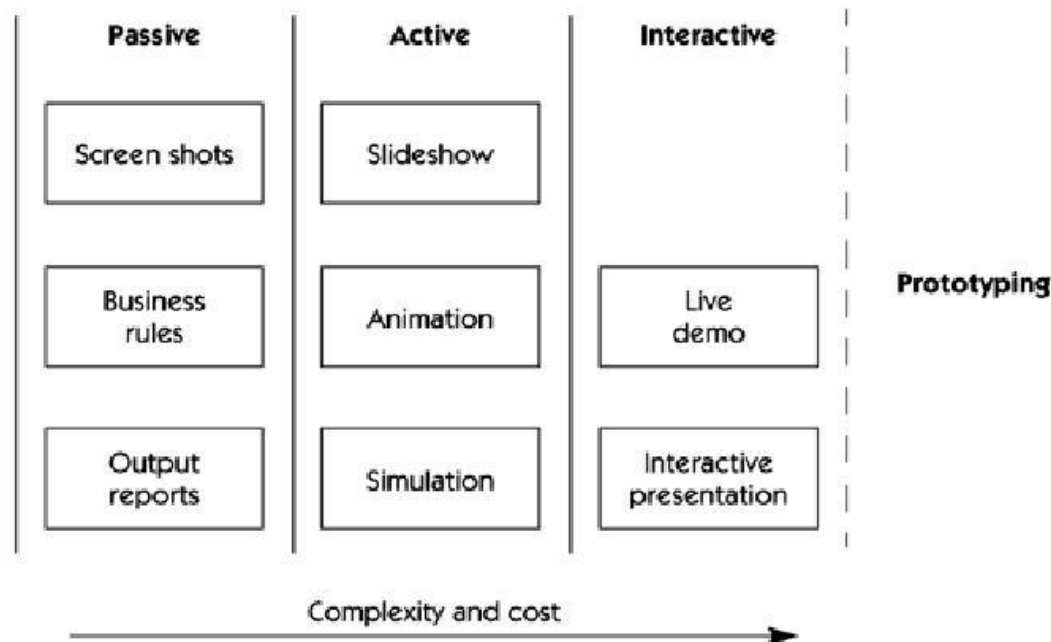 Passive
Active
Interactive
Screen shots
Slideshow
Business
rules
Animation
Live
demo
Prototyping
Output
reports
Simulation
Interactive
presentation
Complexity and cost